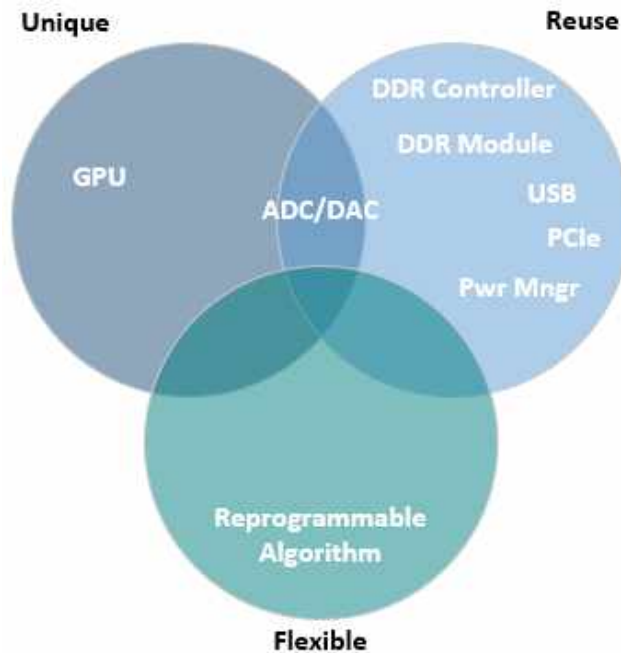 Unique
Reuse
DDR Controller
DDR Module
GPU
USB
ADC/DAC
PCIe
Pwr Mngr
Reprogrammable
Algorithm
Flexible